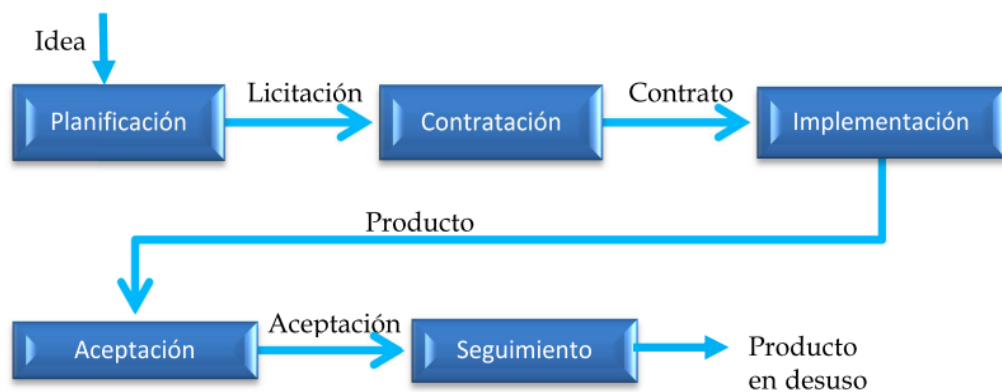 Idea
Licitación
Contrato
Planificación
Contratación
Implementación
Producto
Aceptación
Aceptación
Seguimiento
Producto
en desuso